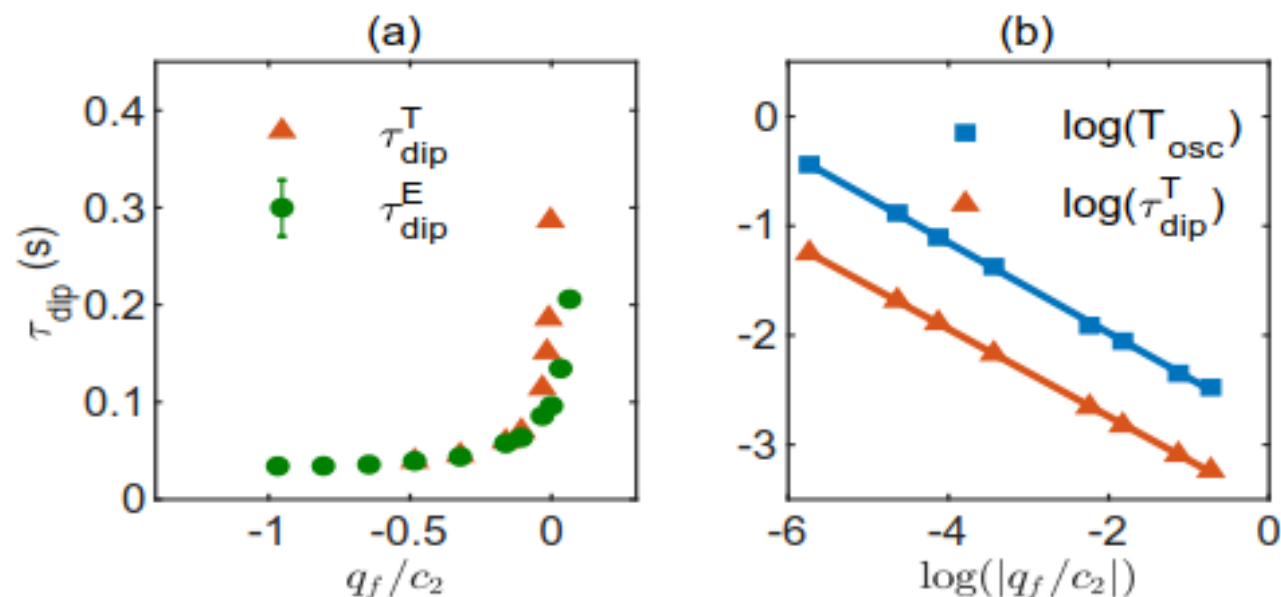 (a)
τ_dip (s)
0.4
0.3
0.2
0.1
0
τ^T_dip
τ^E_dip
-1
-0.5
0
q_f/c_2
(b)
0
-1
-2
-3
log(T_osc)
log(τ^T_dip)
-6
-4
-2
0
log(|q_f/c_2|)